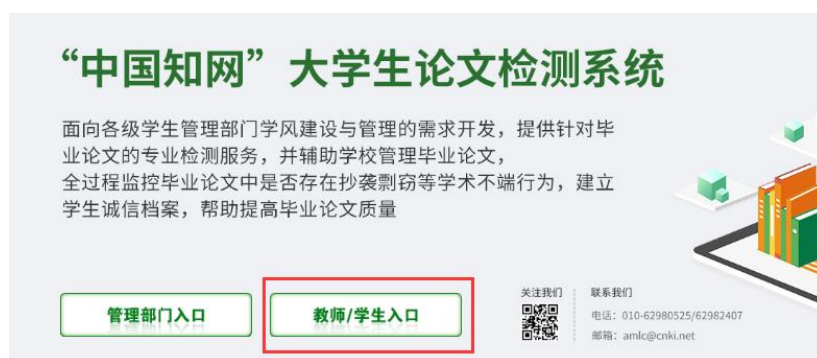 “中国知网”大学生论文检测系统
面向各级学生管理部门学风建设与管理的需求开发，提供针对毕
业论文的专业检测服务，并辅助学校管理毕业论文，
全过程监控毕业论文中是否存在抄袭剽窃等学术不端行为，建立
学生诚信档案，帮助提高毕业论文质量
管理部门入口
教师/学生入口
关注我们
联系我们
电话：010-62980525/62982407
邮箱：amlc@cnki.net